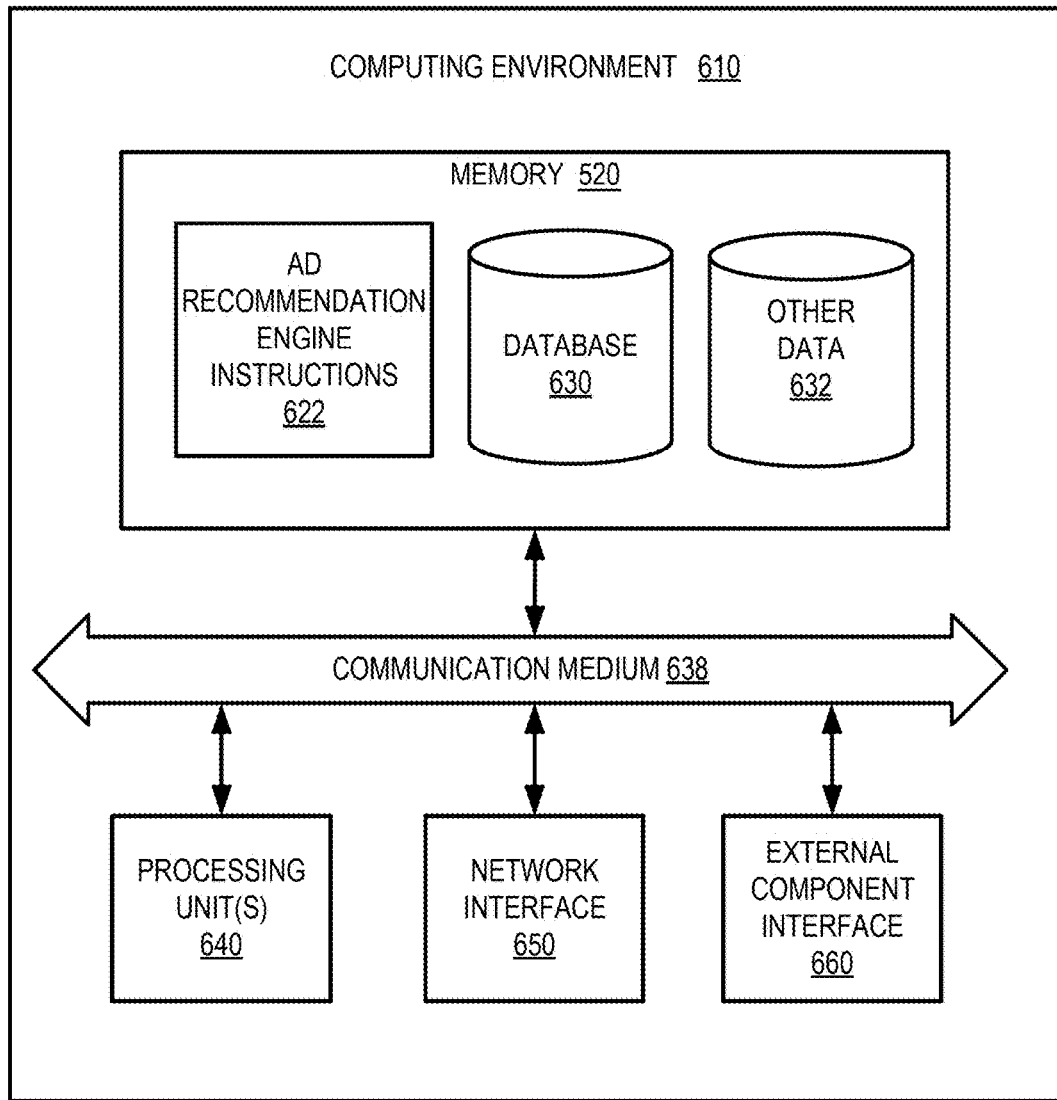 COMPUTING ENVIRONMENT 610
MEMORY 520
AD
RECOMMENDATION
ENGINE
INSTRUCTIONS
622
DATABASE
630
OTHER
DATA
632
COMMUNICATION MEDIUM 638
PROCESSING
UNIT(S)
640
NETWORK
INTERFACE
650
EXTERNAL
COMPONENT
INTERFACE
660